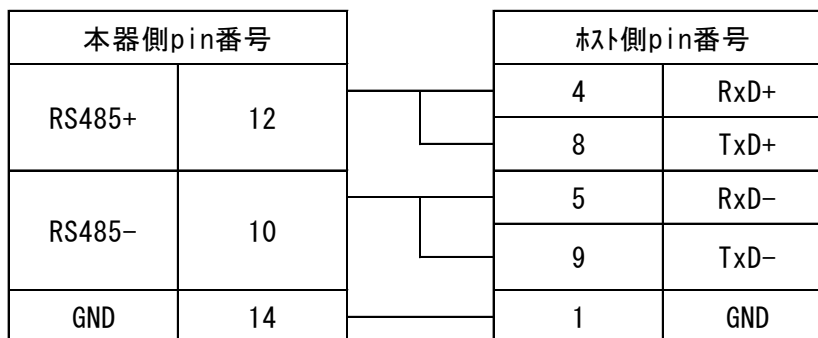 本器側pin番号 ﾎｽﾄ側pin番号
RS485+ 12 4 RxD+
8 TxD+
RS485- 10 5 RxD-
9 TxD-
GND 14 1 GND